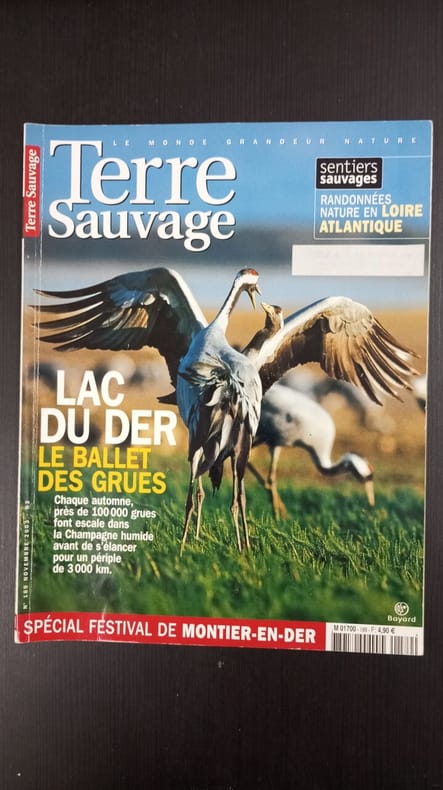 LE MONDE GRANDEUR NATURE
Terre Sauvage
Terre
Sauvage
sentiers
sauvages
RANDONNÉES
NATURE EN LOIRE
ATLANTIQUE
LAC
DU DER
LE BALLET
DES GRUES
Chaque automne,
près de 100 000 grues
font escale dans
la Champagne humide
avant de s'élancer
pour un périple
de 3 000 km.
Bayard
SPÉCIAL FESTIVAL DE MONTIER-EN-DER